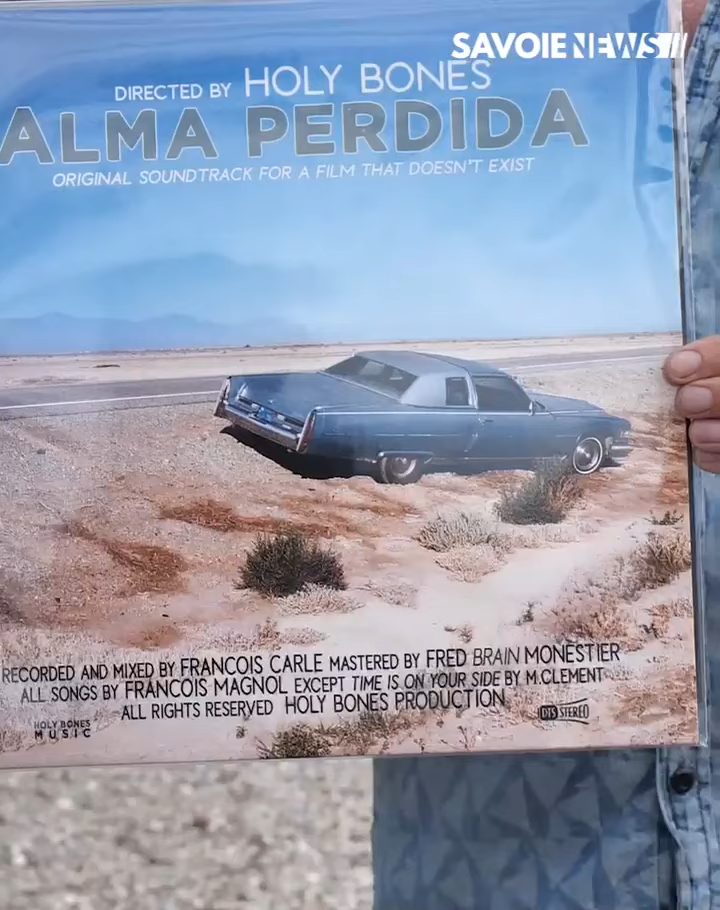 SAVOIE NEWS
DIRECTED BY HOLY BONES
ALMA PERDIDA
ORIGINAL SOUNDTRACK FOR A FILM THAT DOESN'T EXIST
RECORDED AND MIXED BY FRANCOIS CARLE MASTERED BY FRED BRAIN MONESTIER
ALL SONGS BY FRANCOIS MAGNOL EXCEPT TIME IS ON YOUR SIDE BY M.CLEMENT
ALL RIGHTS RESERVED HOLY BONES PRODUCTION
HOLY BONES
MUSIC
DTS STEREO